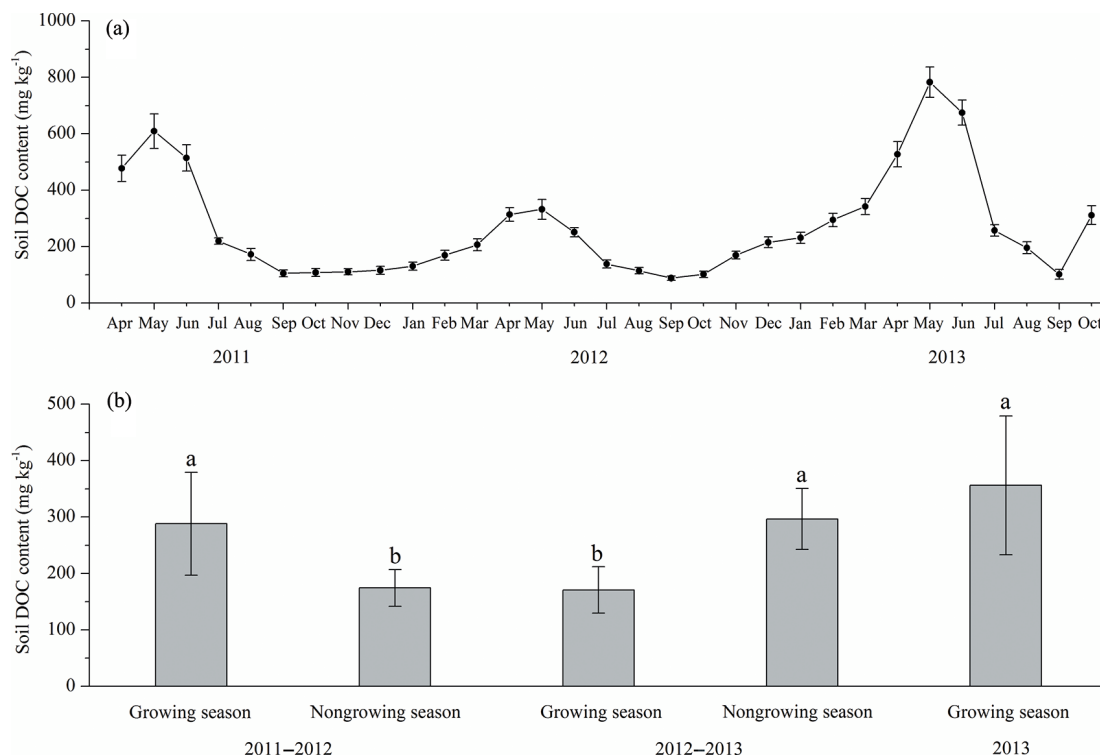 (a)
Soil DOC content (mg kg⁻¹)
1000
800
600
400
200
0
Apr May Jun Jul Aug Sep Oct Nov Dec Jan Feb Mar Apr May Jun Jul Aug Sep Oct Nov Dec Jan Feb Mar Apr May Jun Jul Aug Sep Oct
2011 2012 2013
(b)
Soil DOC content (mg kg⁻¹)
500
400
300
200
100
0
a b b a a
Growing season Nongrowing season Growing season Nongrowing season Growing season
2011–2012 2012–2013 2013